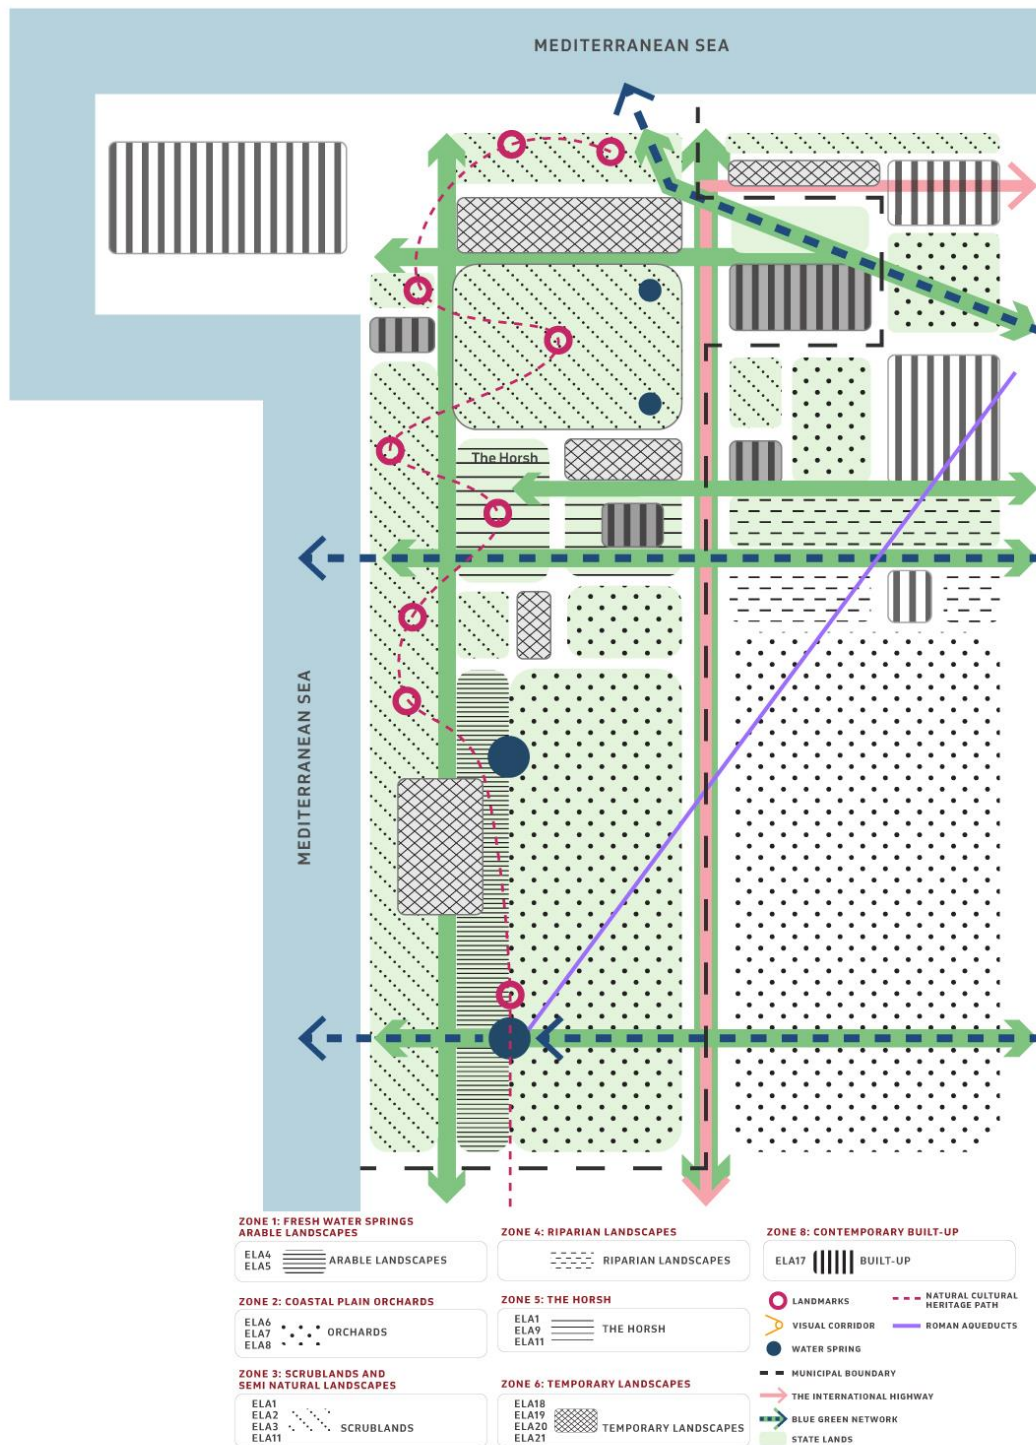 MEDITERRANEAN SEA
The Horsh
MEDITERRANEAN SEA
ZONE 1: FRESH WATER SPRINGS
ARABLE LANDSCAPES
ELA4
ELA5
ARABLE LANDSCAPES
ZONE 2: COASTAL PLAIN ORCHARDS
ELA6
ELA7
ELA8
ORCHARDS
ZONE 3: SCRUBLANDS AND
SEMI NATURAL LANDSCAPES
ELA1
ELA2
ELA3
ELA11
SCRUBLANDS
ZONE 4: RIPARIAN LANDSCAPES
RIPARIAN LANDSCAPES
ZONE 5: THE HORSH
ELA1
ELA9
ELA11
THE HORSH
ZONE 6: TEMPORARY LANDSCAPES
ELA18
ELA19
ELA20
ELA21
TEMPORARY LANDSCAPES
ZONE 8: CONTEMPORARY BUILT-UP
ELA17
BUILT-UP
LANDMARKS
VISUAL CORRIDOR
WATER SPRING
MUNICIPAL BOUNDARY
THE INTERNATIONAL HIGHWAY
BLUE GREEN NETWORK
STATE LANDS
NATURAL CULTURAL
HERITAGE PATH
ROMAN AQUEDUCTS